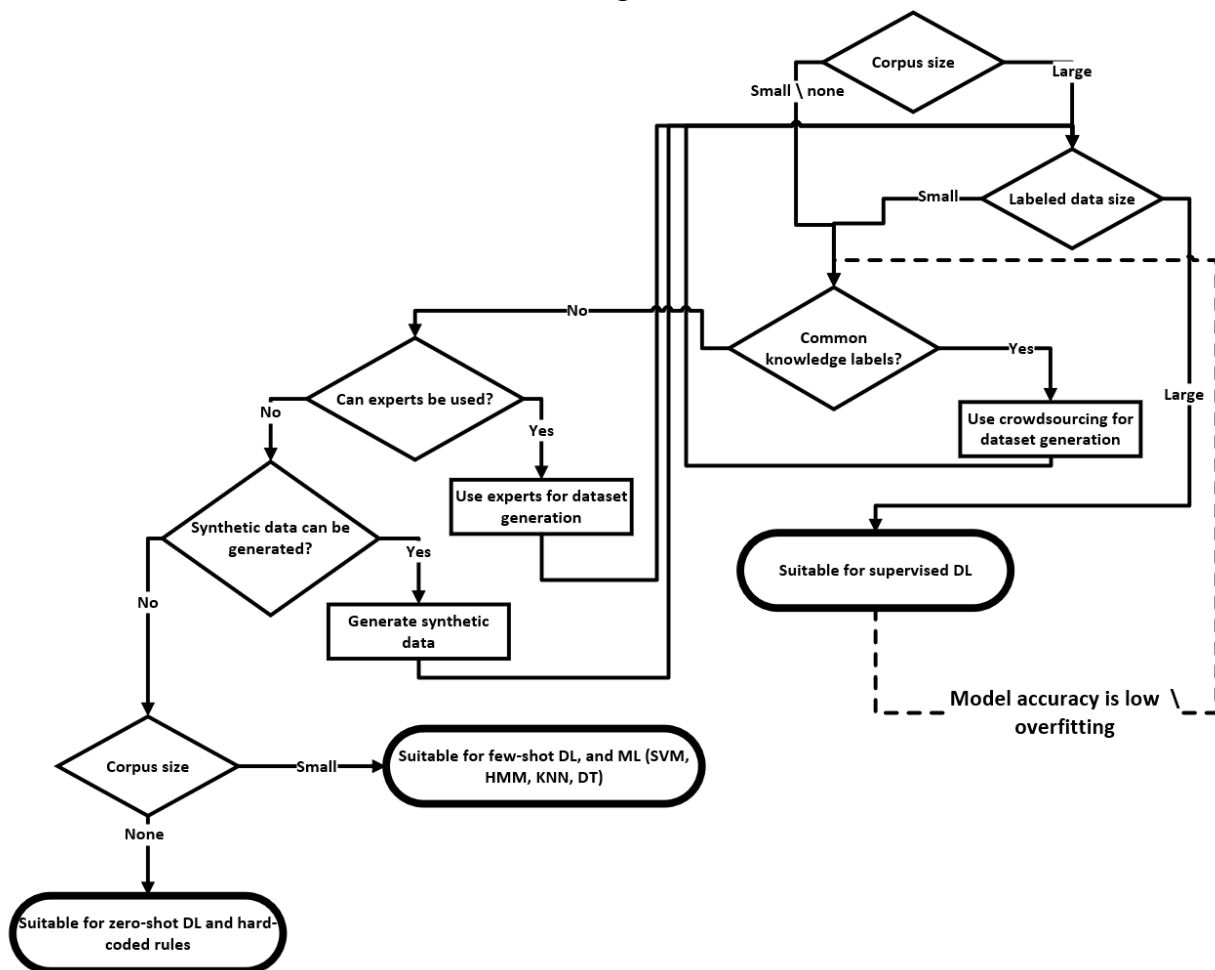 Corpus size
Large
Small \ none
Labeled data size
Small
No
Common
knowledge labels?
Yes
Can experts be used?
No
Large
Use crowdsourcing for
dataset generation
Yes
Use experts for dataset
generation
Synthetic data can be
generated?
Yes
Suitable for supervised DL
No
Generate synthetic
data
Model accuracy is low \
overfitting
Suitable for few-shot DL, and ML (SVM,
HMM, KNN, DT)
Corpus size
Small
None
Suitable for zero-shot DL and hard-
coded rules